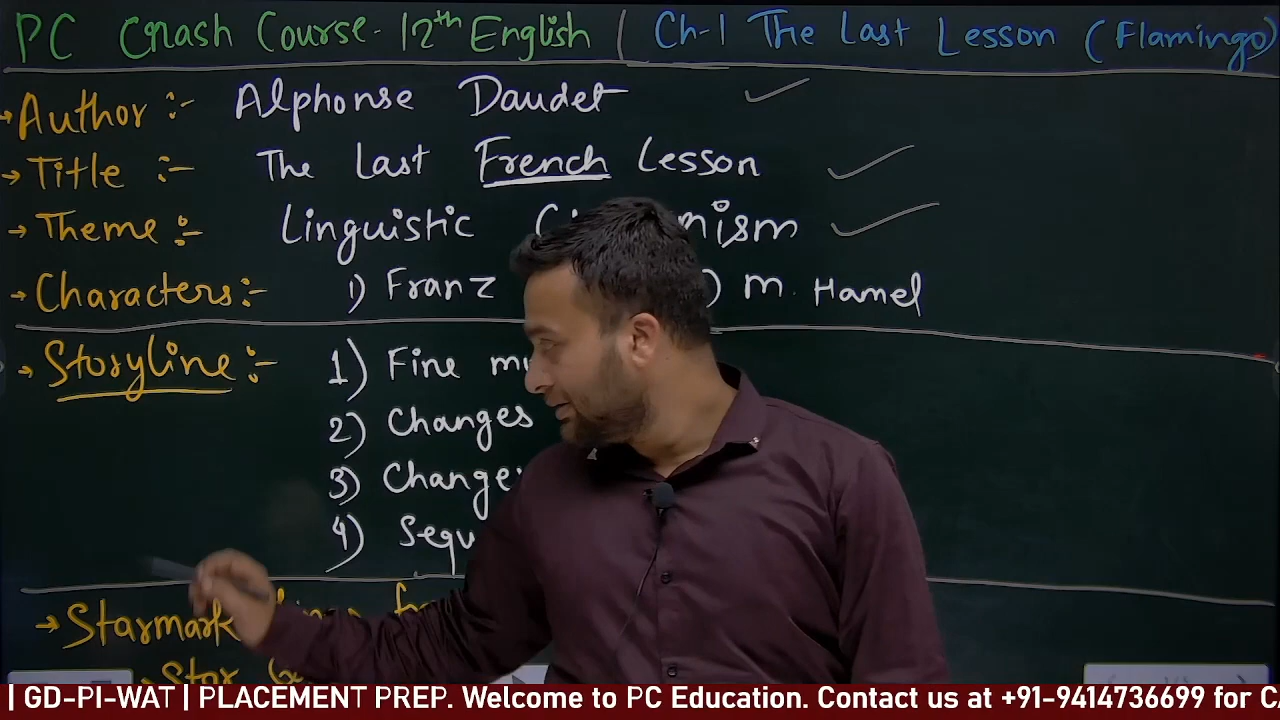 PC Crash Course - 12th English | Ch-1 The Last Lesson (Flamingo)
→ Author :- Alphonse Daudet ✓
→ Title :- The Last French Lesson ✓
→ Theme :- Linguistic ✓
→ Characters :- 1) Franz ) M. Hamel
→ Storyline :- 1) Fine
2) Changes
3) Change
4)
→ Starmark
| GD-PI-WAT | PLACEMENT PREP. Welcome to PC Education. Contact us at +91-9414736699 for